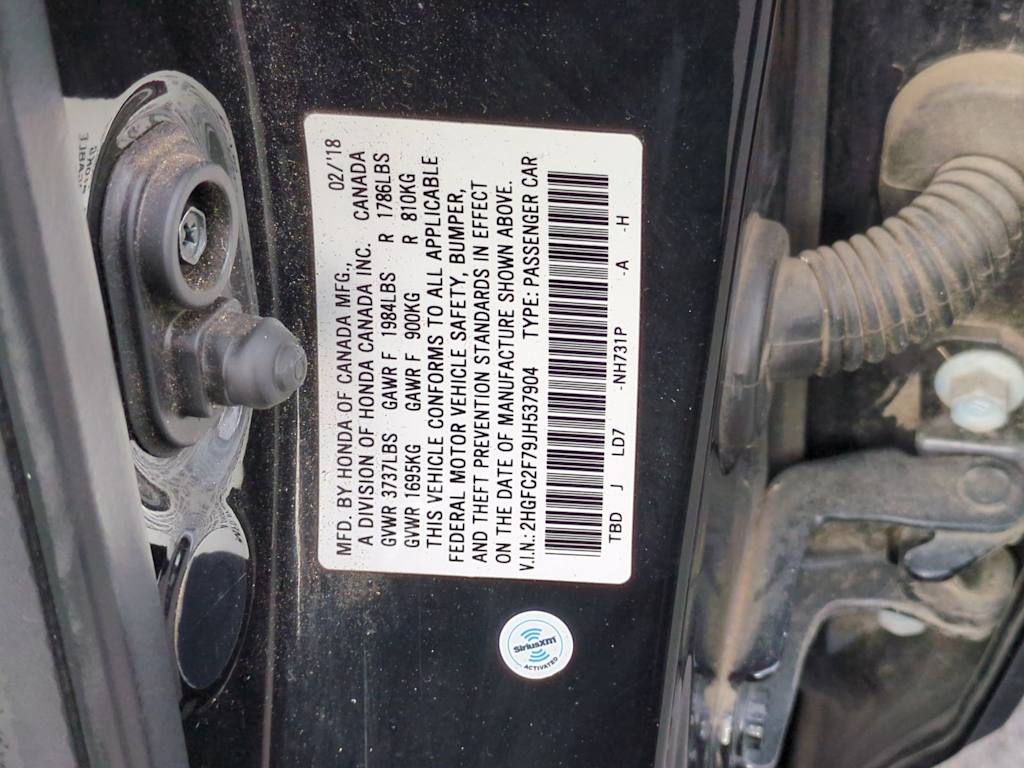 MFD. BY HONDA OF CANADA MFG., 02/'18
A DIVISION OF HONDA CANADA INC. CANADA
GVWR 3737LBS GAWR F 1984LBS R 1786LBS
GVWR 1695KG GAWR F 900KG R 810KG
THIS VEHICLE CONFORMS TO ALL APPLICABLE
FEDERAL MOTOR VEHICLE SAFETY, BUMPER,
AND THEFT PREVENTION STANDARDS IN EFFECT
ON THE DATE OF MANUFACTURE SHOWN ABOVE.
V.I.N.: 2HGFC2F79JH537904 TYPE: PASSENGER CAR
TBD J LD7 -NH731P -A -H
SiriusXM
ACTIVATED